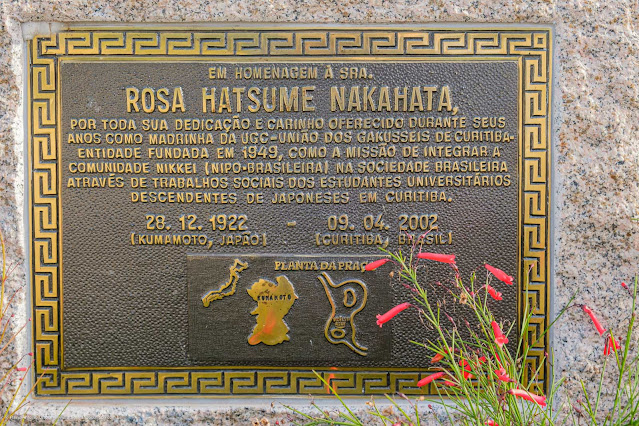 EM HOMENAGEM À SRA.
ROSA HATSUME NAKAHATA,
POR TODA SUA DEDICAÇÃO E CARINHO OFERECIDO DURANTE SEUS
ANOS COMO MADRINHA DA UGC-UNIÃO DOS GAKUSSEIS DE CURITIBA.
ENTIDADE FUNDADA EM 1949, COMO A MISSÃO DE INTEGRAR A
COMUNIDADE NIKKEI (NIPO-BRASILEIRA) NA SOCIEDADE BRASILEIRA
ATRAVÉS DE TRABALHOS SOCIAIS DOS ESTUDANTES UNIVERSITÁRIOS
DESCENDENTES DE JAPONESES EM CURITIBA.
28. 12. 1922 - 09. 04. 2002
(KUMAMOTO, JAPÃO) (CURITIBA, BRASIL)
PLANTA DA PRAÇ
KUMAMOTO